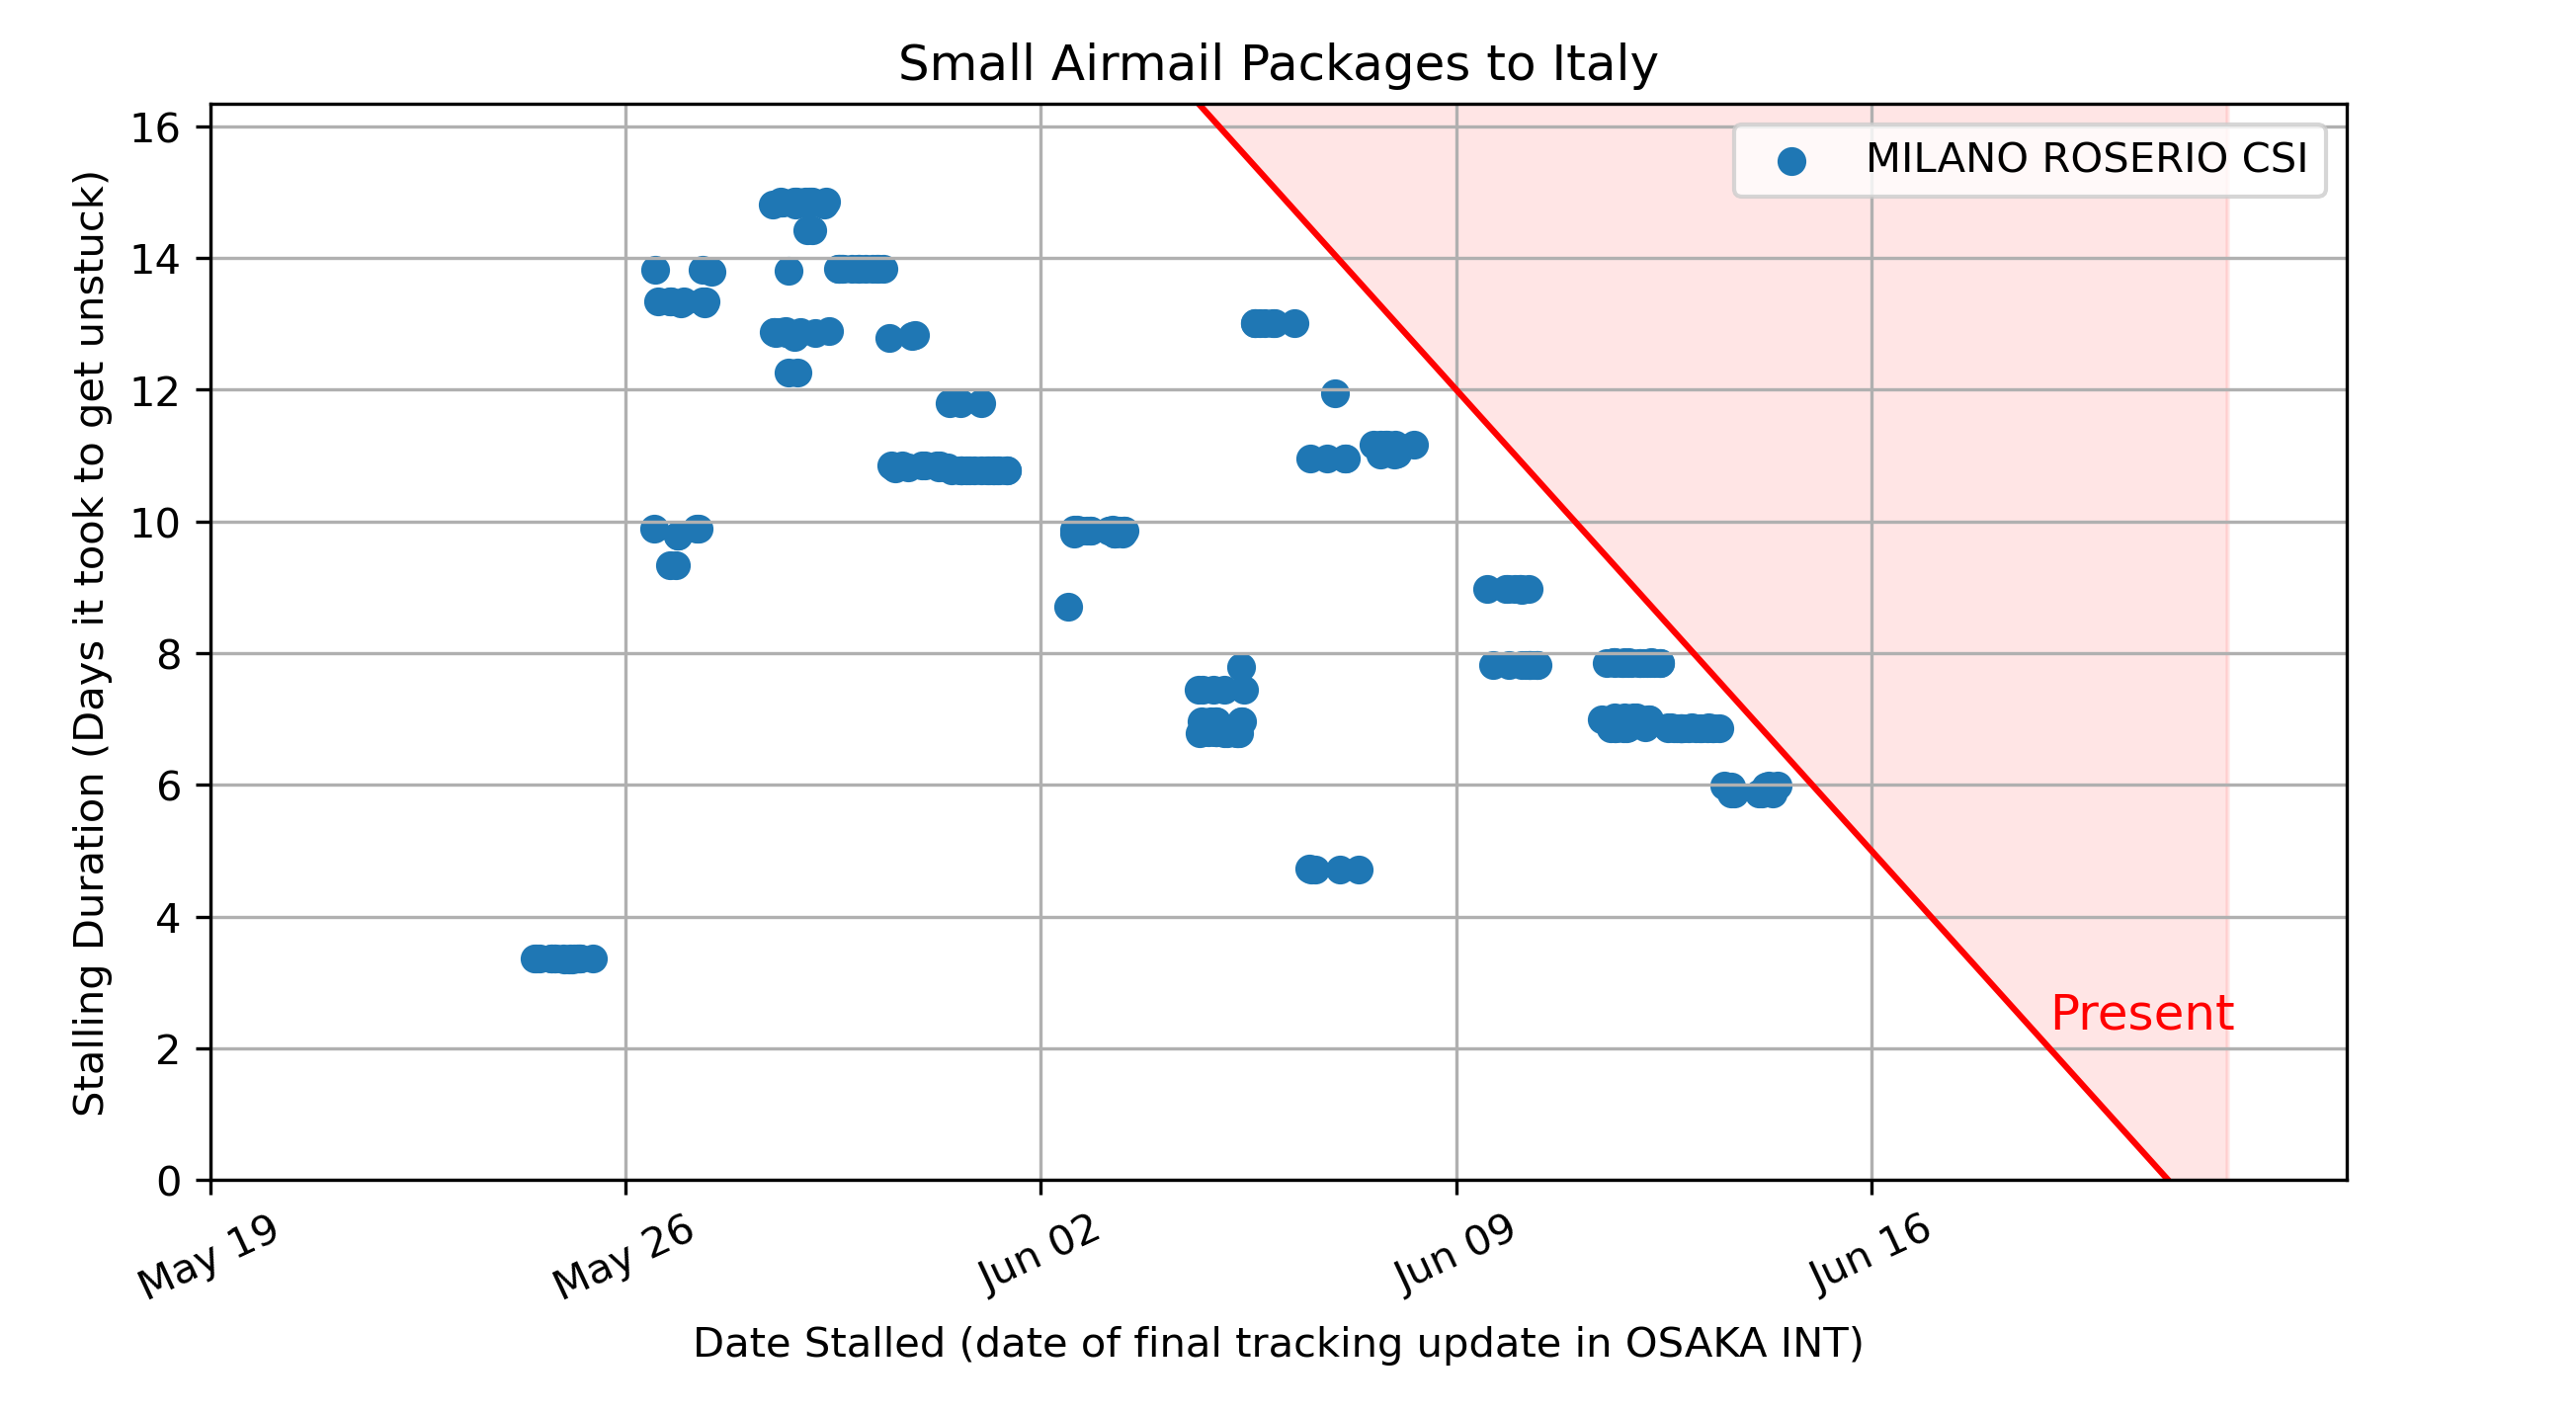 Small Airmail Packages to Italy
Stalling Duration (Days it took to get unstuck)
16
14
12
10
8
6
4
2
0
MILANO ROSERIO CSI
Present
May 19
May 26
Jun 02
Jun 09
Jun 16
Date Stalled (date of final tracking update in OSAKA INT)